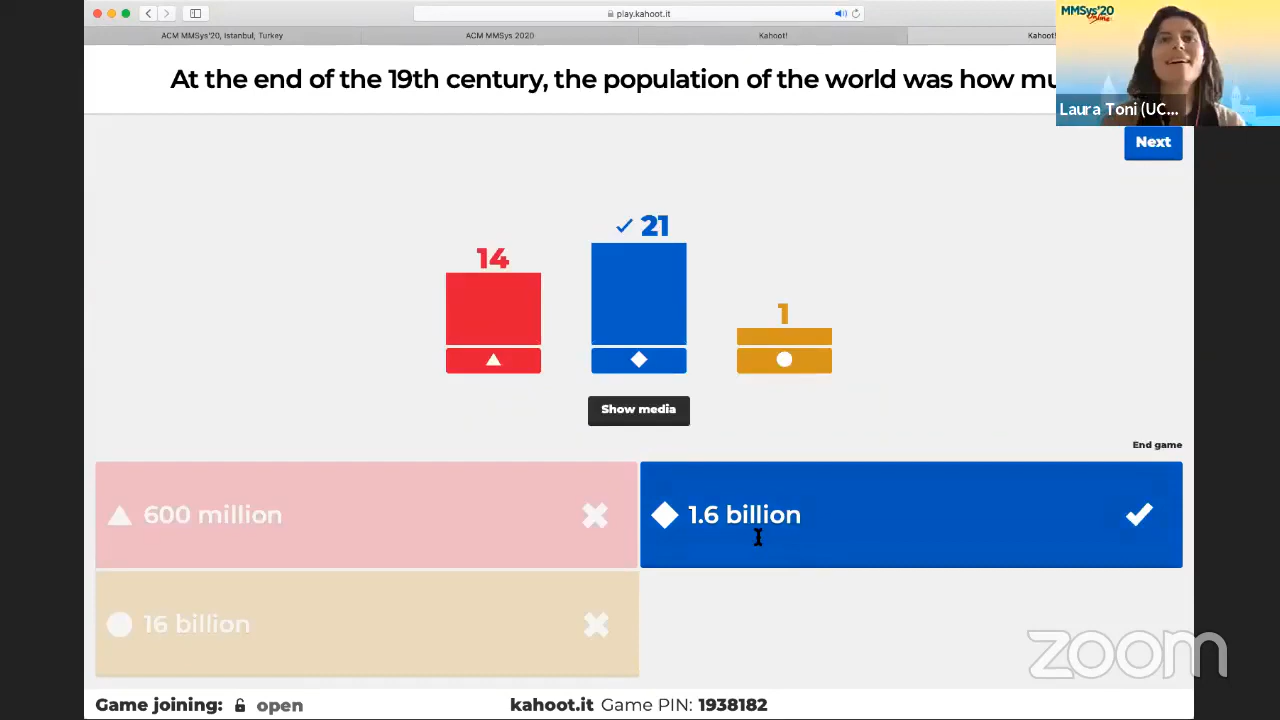 play.kahoot.it
ACM MMSys'20, Istanbul, Turkey
ACM MMSys 2020
Kahoot!
Kahoot!
MMSys'20
Online
Laura Toni (UC...
At the end of the 19th century, the population of the world was how mu
Next
14
21
1
Show media
End game
600 million
1.6 billion
16 billion
zoom
Game joining: open
kahoot.it Game PIN: 1938182